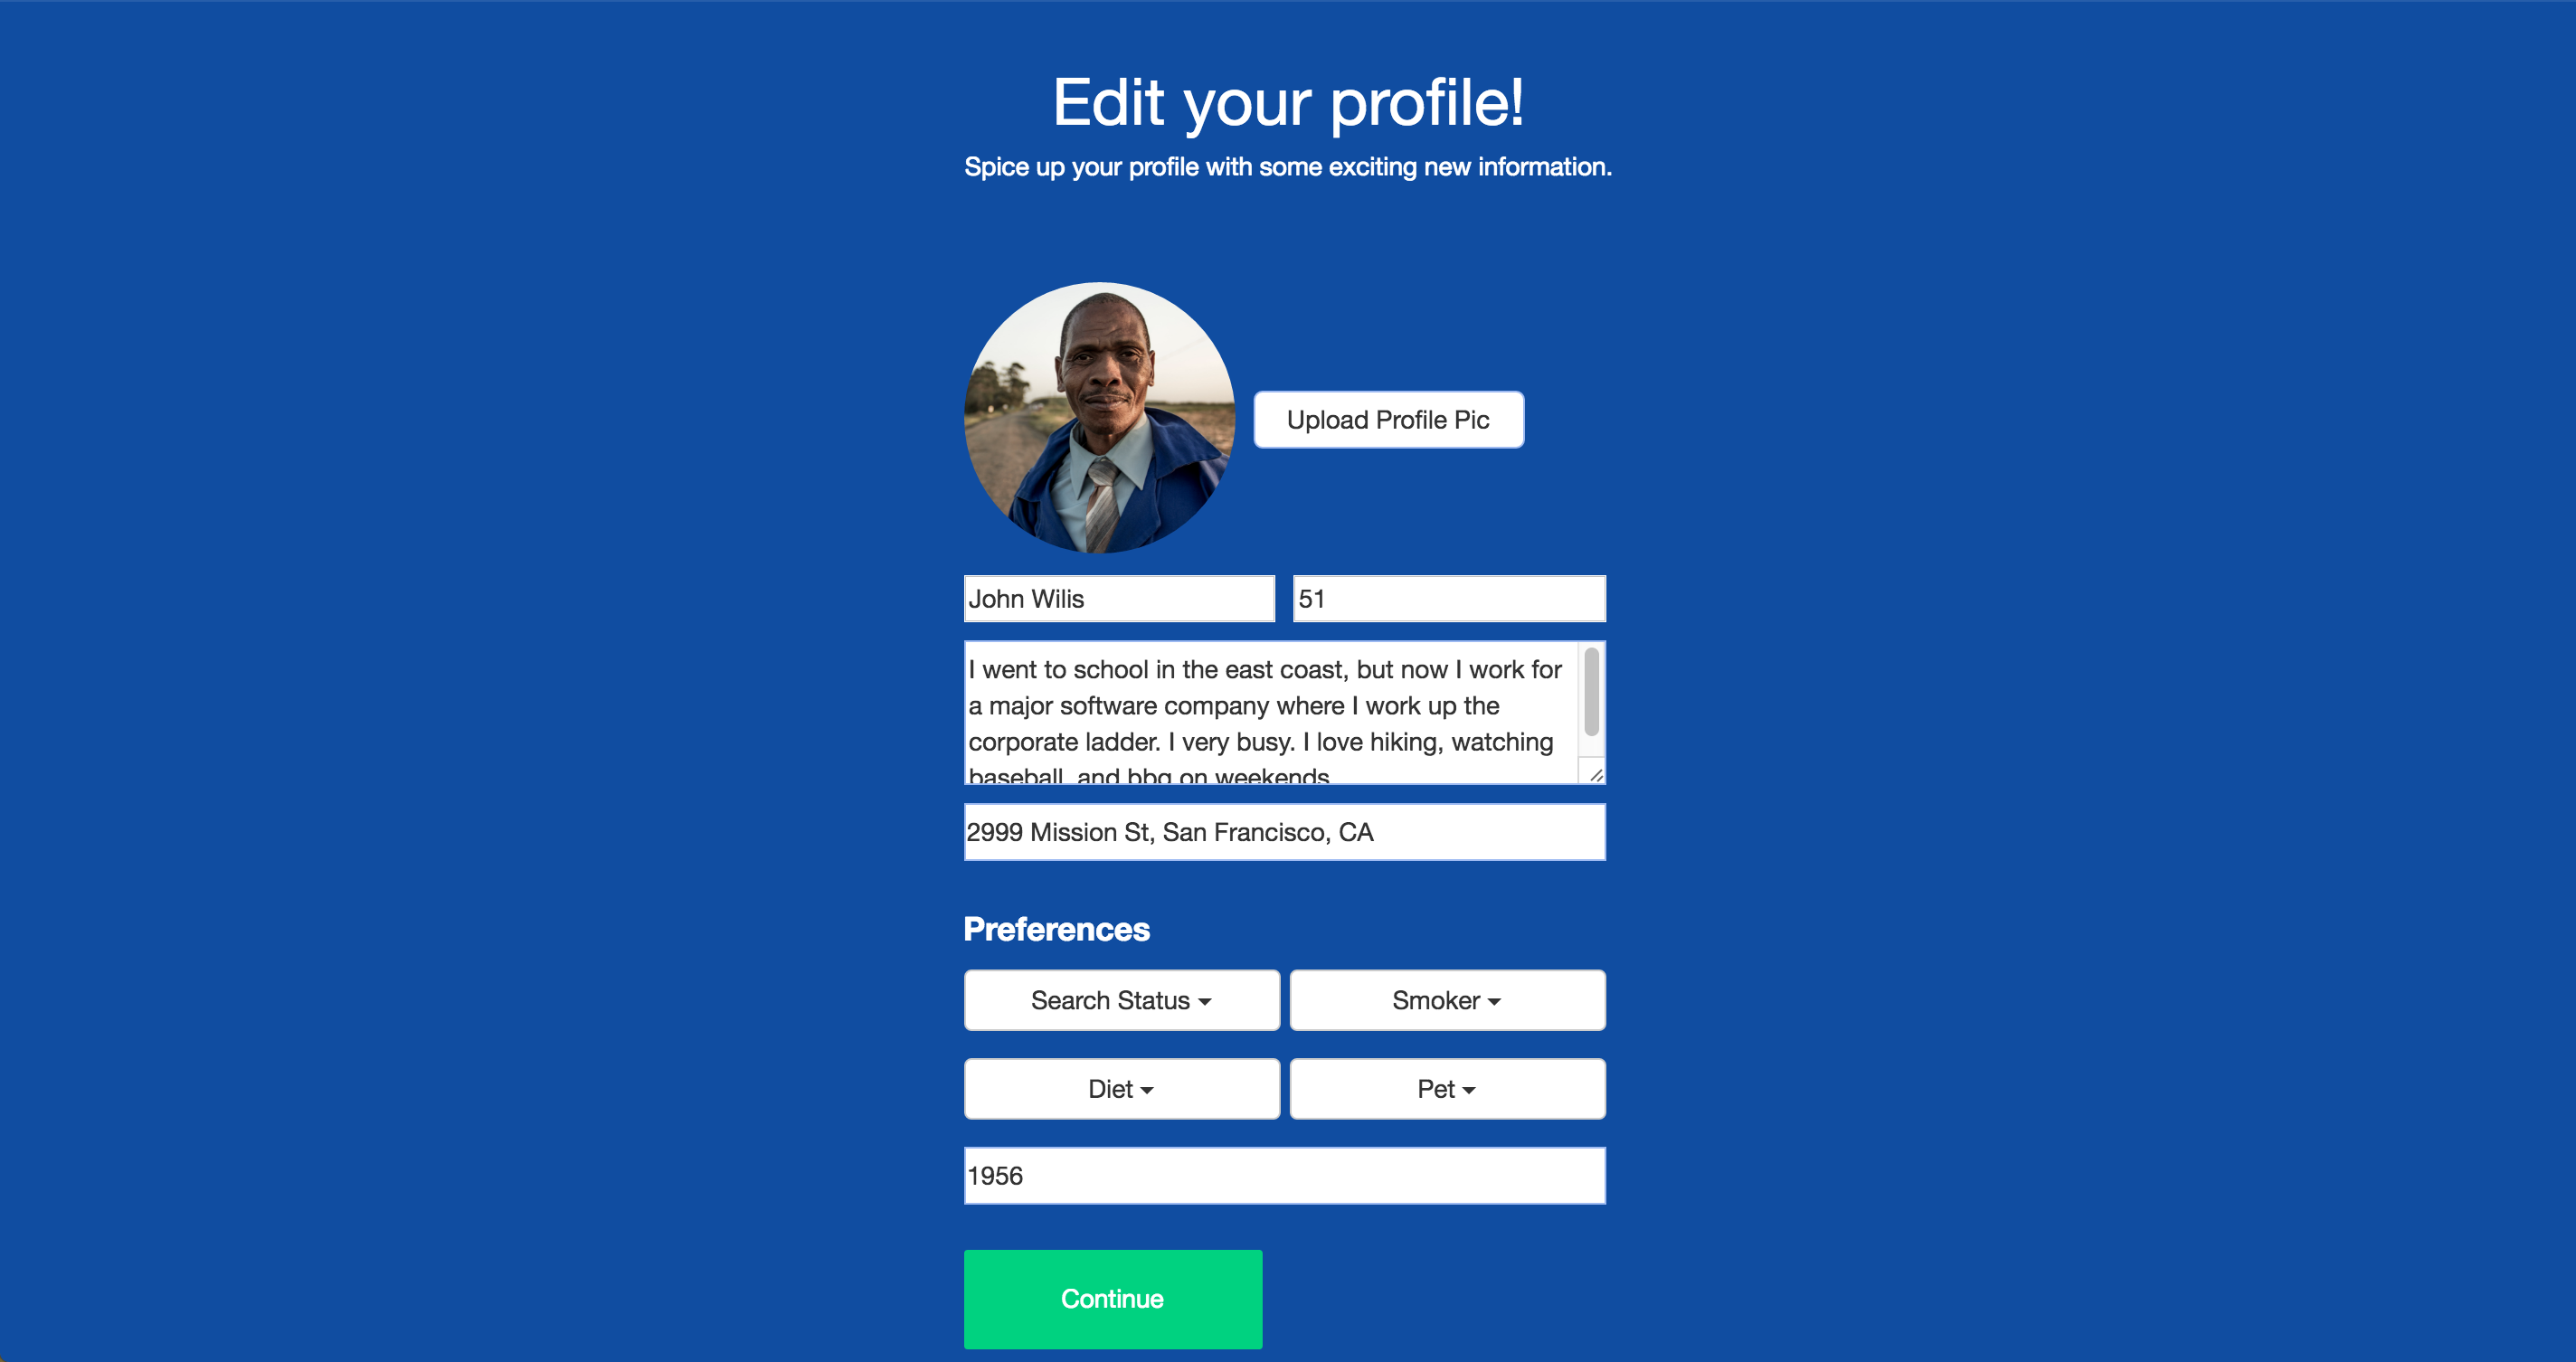 Edit your profile!
Spice up your profile with some exciting new information.
Upload Profile Pic
John Wilis
51
I went to school in the east coast, but now I work for
a major software company where I work up the
corporate ladder. I very busy. I love hiking, watching
baseball, and bbq on weekends
2999 Mission St, San Francisco, CA
Preferences
Search Status
Smoker
Diet
Pet
1956
Continue